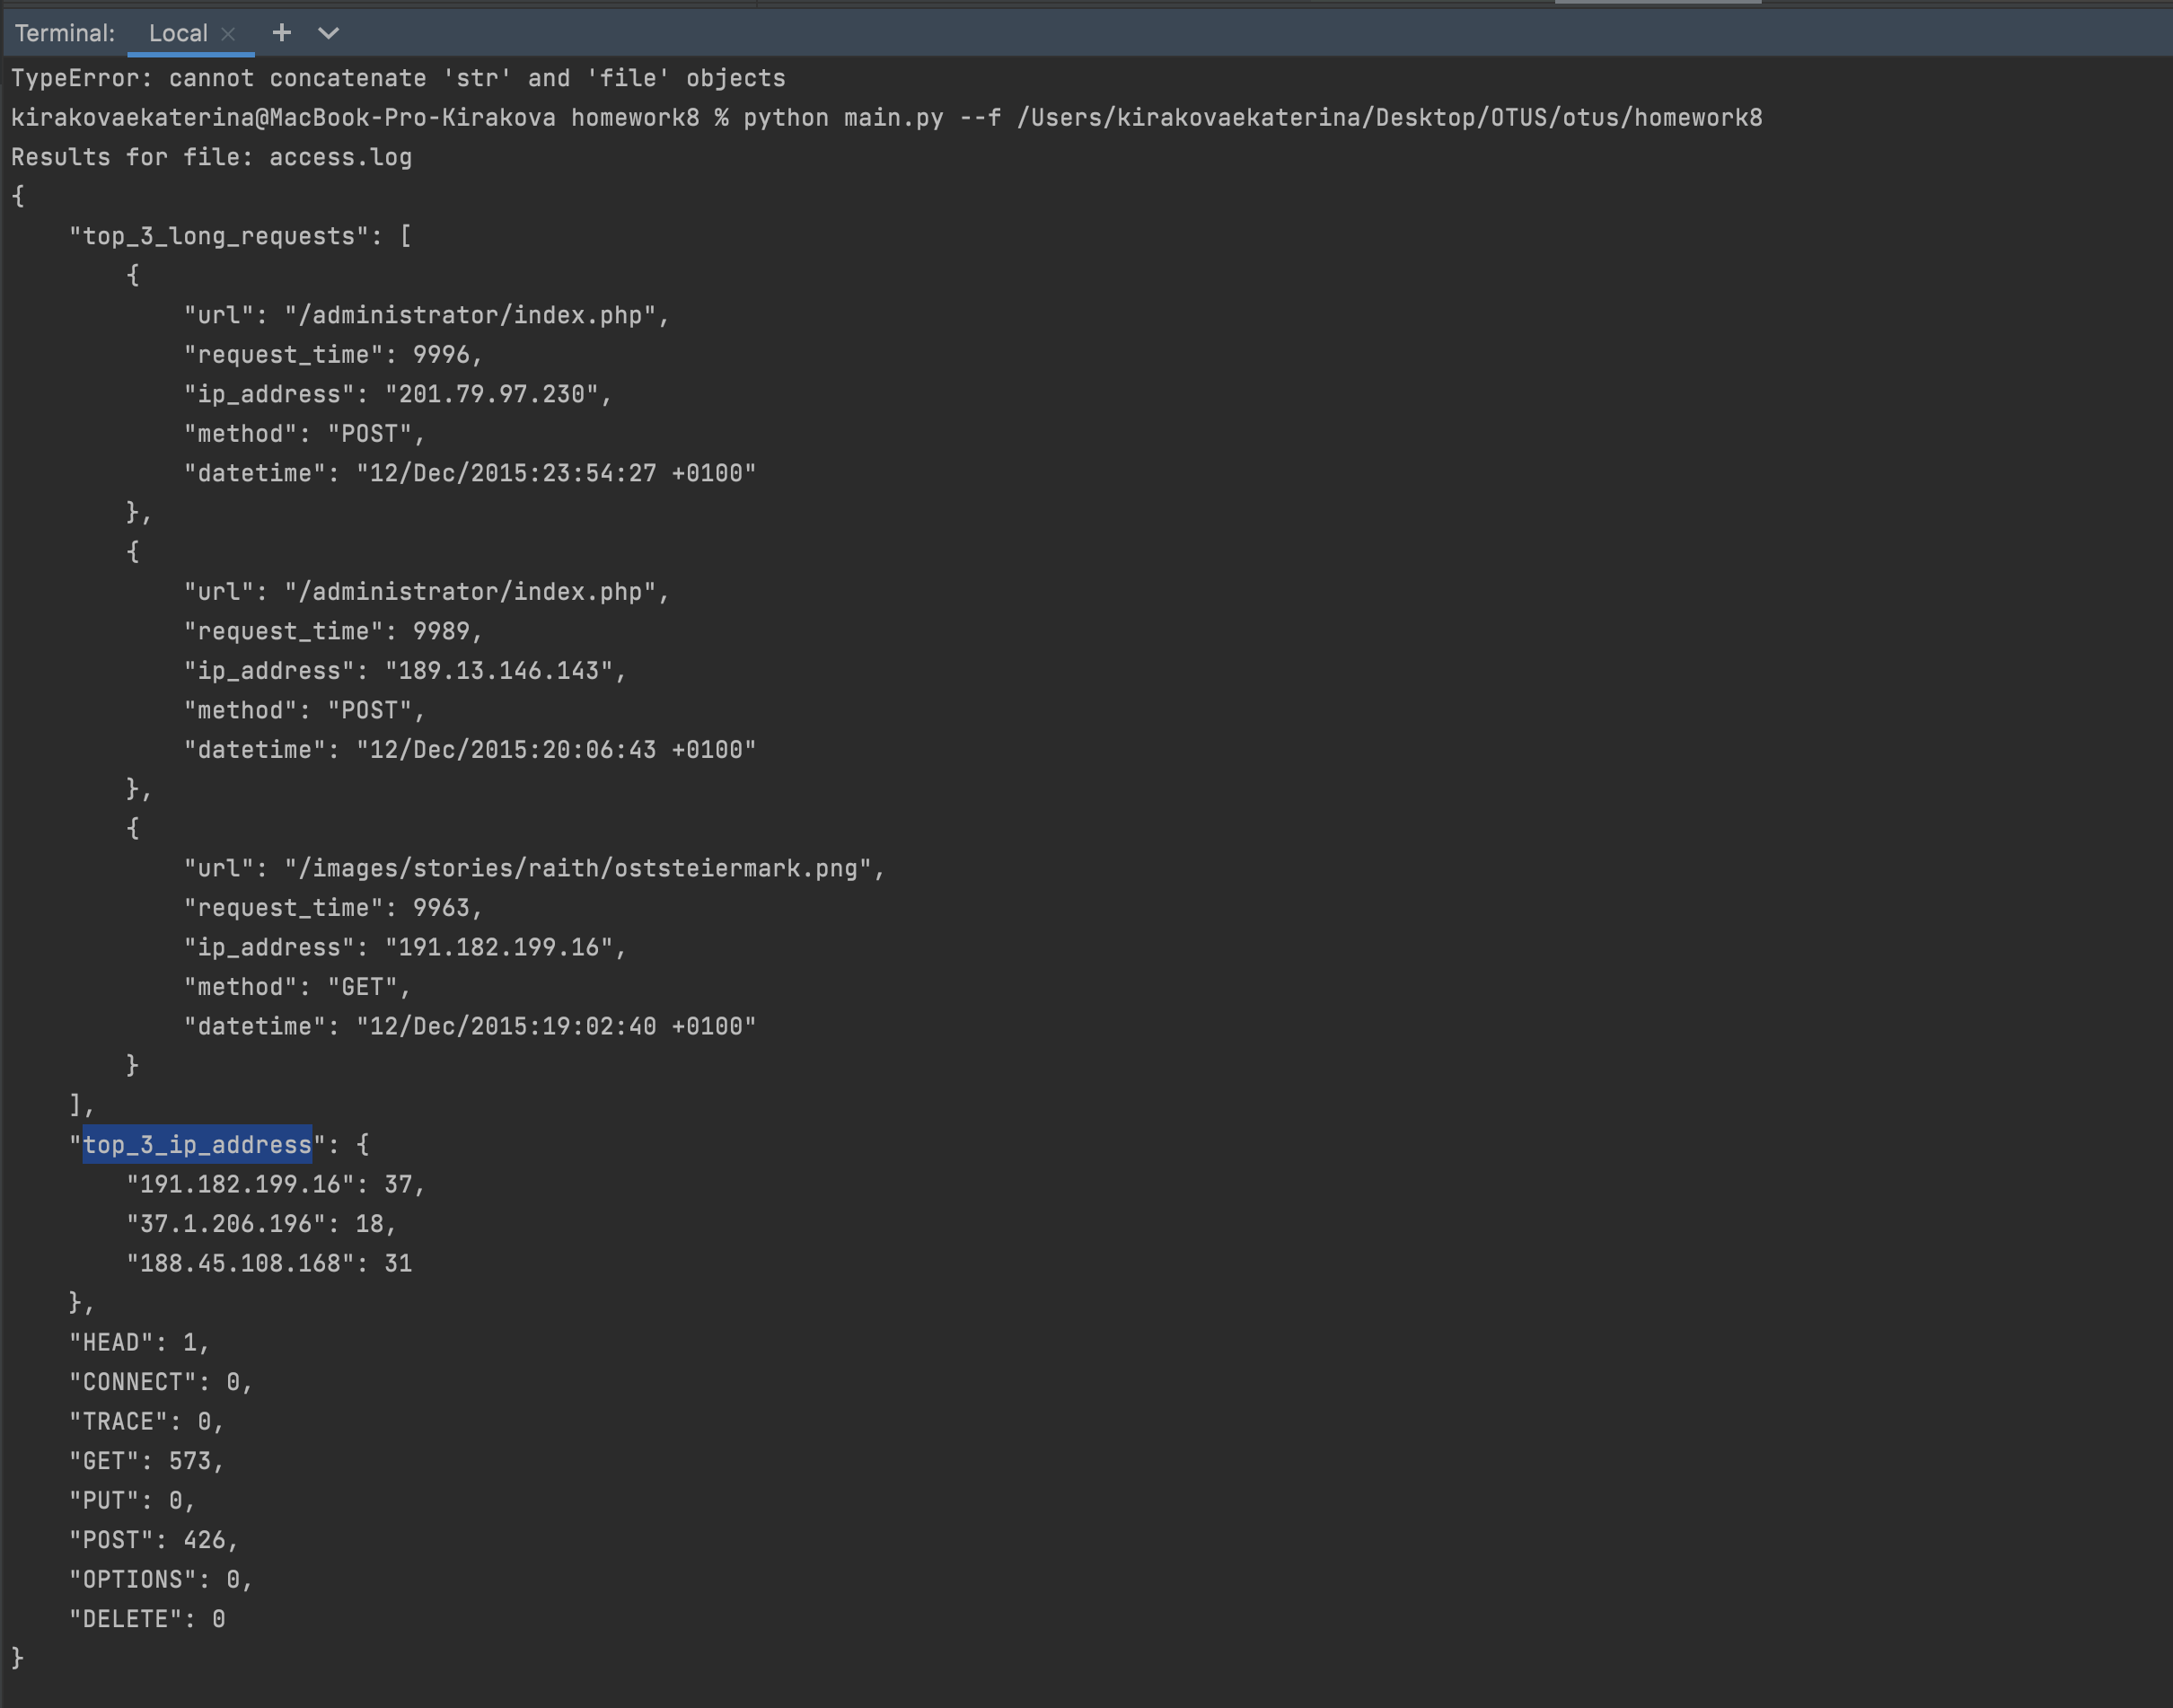 Terminal: Local × +
TypeError: cannot concatenate 'str' and 'file' objects
kirakovaekaterina@MacBook-Pro-Kirakova homework8 % python main.py --f /Users/kirakovaekaterina/Desktop/OTUS/otus/homework8
Results for file: access.log
{
    "top_3_long_requests": [
        {
            "url": "/administrator/index.php",
            "request_time": 9996,
            "ip_address": "201.79.97.230",
            "method": "POST",
            "datetime": "12/Dec/2015:23:54:27 +0100"
        },
        {
            "url": "/administrator/index.php",
            "request_time": 9989,
            "ip_address": "189.13.146.143",
            "method": "POST",
            "datetime": "12/Dec/2015:20:06:43 +0100"
        },
        {
            "url": "/images/stories/raith/oststeiermark.png",
            "request_time": 9963,
            "ip_address": "191.182.199.16",
            "method": "GET",
            "datetime": "12/Dec/2015:19:02:40 +0100"
        }
    ],
    "top_3_ip_address": {
        "191.182.199.16": 37,
        "37.1.206.196": 18,
        "188.45.108.168": 31
    },
    "HEAD": 1,
    "CONNECT": 0,
    "TRACE": 0,
    "GET": 573,
    "PUT": 0,
    "POST": 426,
    "OPTIONS": 0,
    "DELETE": 0
}